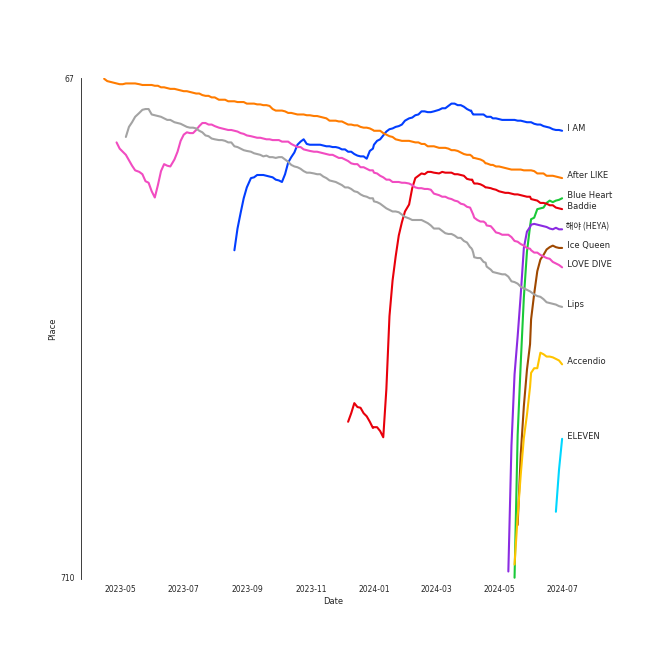 67
I AM
After LIKE
Blue Heart
Baddie
해야 (HEYA)
Ice Queen
LOVE DIVE
Lips
Place
Accendio
ELEVEN
710
2023-05 2023-07 2023-09 2023-11 2024-01 2024-03 2024-05 2024-07
Date